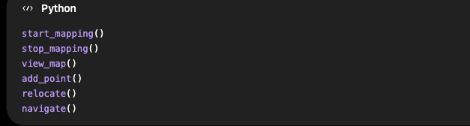 Python
start_mapping()
stop_mapping()
view_map()
add_point()
relocate()
navigate()